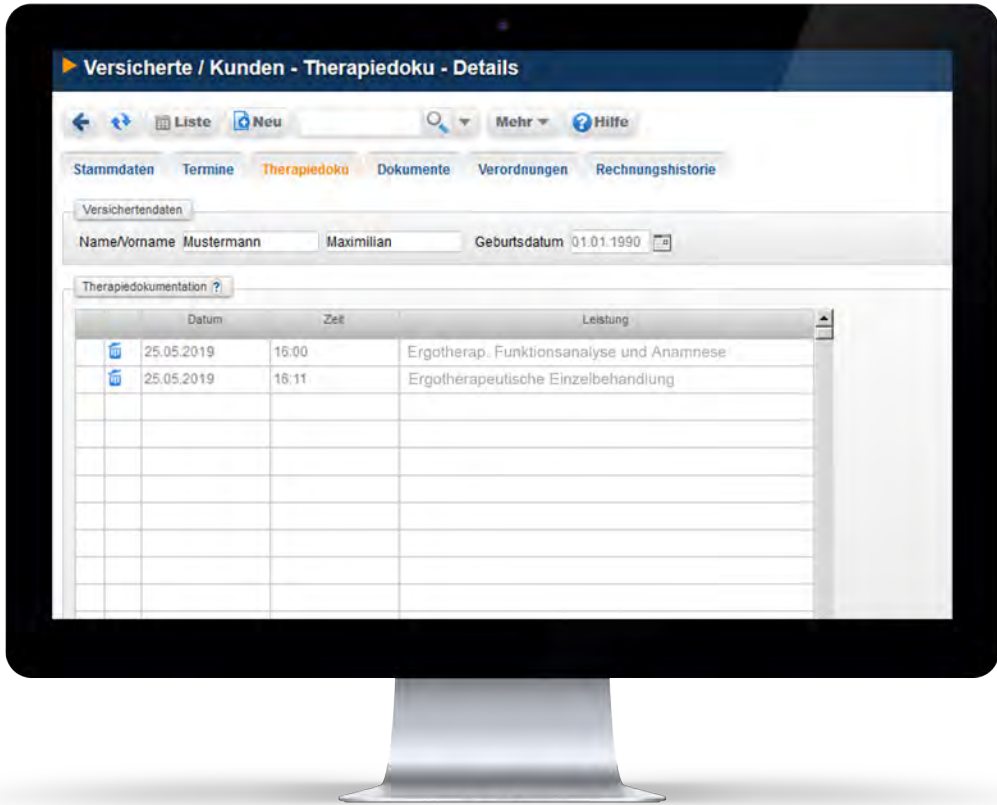 Versicherte / Kunden - Therapiedoku - Details
Liste Neu Mehr Hilfe
Stammdaten Termine Therapiedoku Dokumente Verordnungen Rechnungshistorie
Versichertendaten
Name/Vorname Mustermann Maximilian Geburtsdatum 01.01.1990
Therapiedokumentation ?
Datum Zeit Leistung
25.05.2019 16:00 Ergotherap. Funktionsanalyse und Anamnese
25.05.2019 16:11 Ergotherapeutische Einzelbehandlung